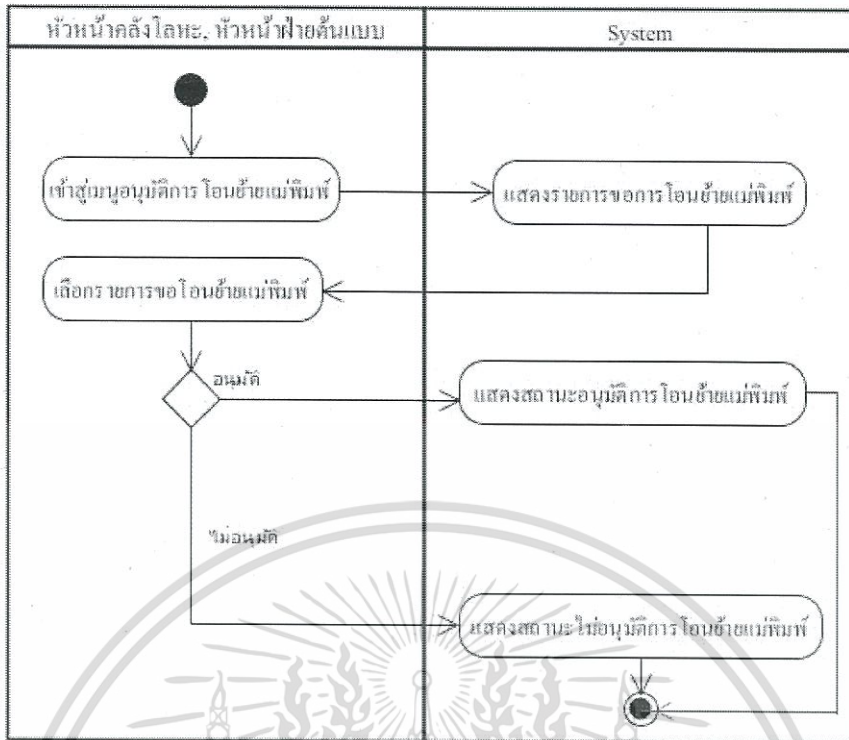 หัวหน้าคลังโลหะ, หัวหน้าฝ่ายต้นแบบ
System
เข้าสู่เมนูอนุมัติการโอนย้ายแม่พิมพ์
แสดงรายการขอการโอนย้ายแม่พิมพ์
เลือกรายการขอโอนย้ายแม่พิมพ์
อนุมัติ
แสดงสถานะอนุมัติการโอนย้ายแม่พิมพ์
ไม่อนุมัติ
แสดงสถานะไม่อนุมัติการโอนย้ายแม่พิมพ์